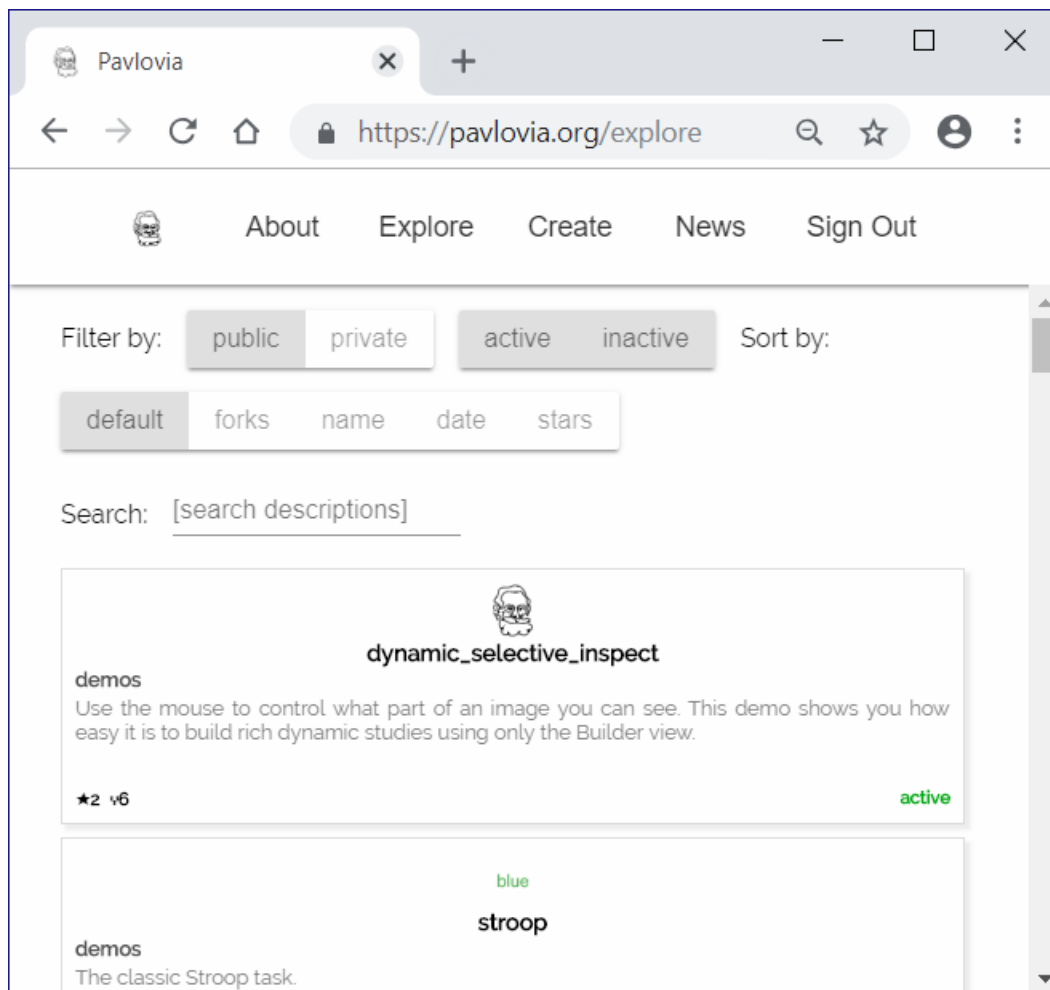 Pavlovia
https://pavlovia.org/explore
About Explore Create News Sign Out
Filter by: public private active inactive Sort by:
default forks name date stars
Search: [search descriptions]
dynamic_selective_inspect
demos
Use the mouse to control what part of an image you can see. This demo shows you how
easy it is to build rich dynamic studies using only the Builder view.
★2 6 active
blue
stroop
demos
The classic Stroop task.